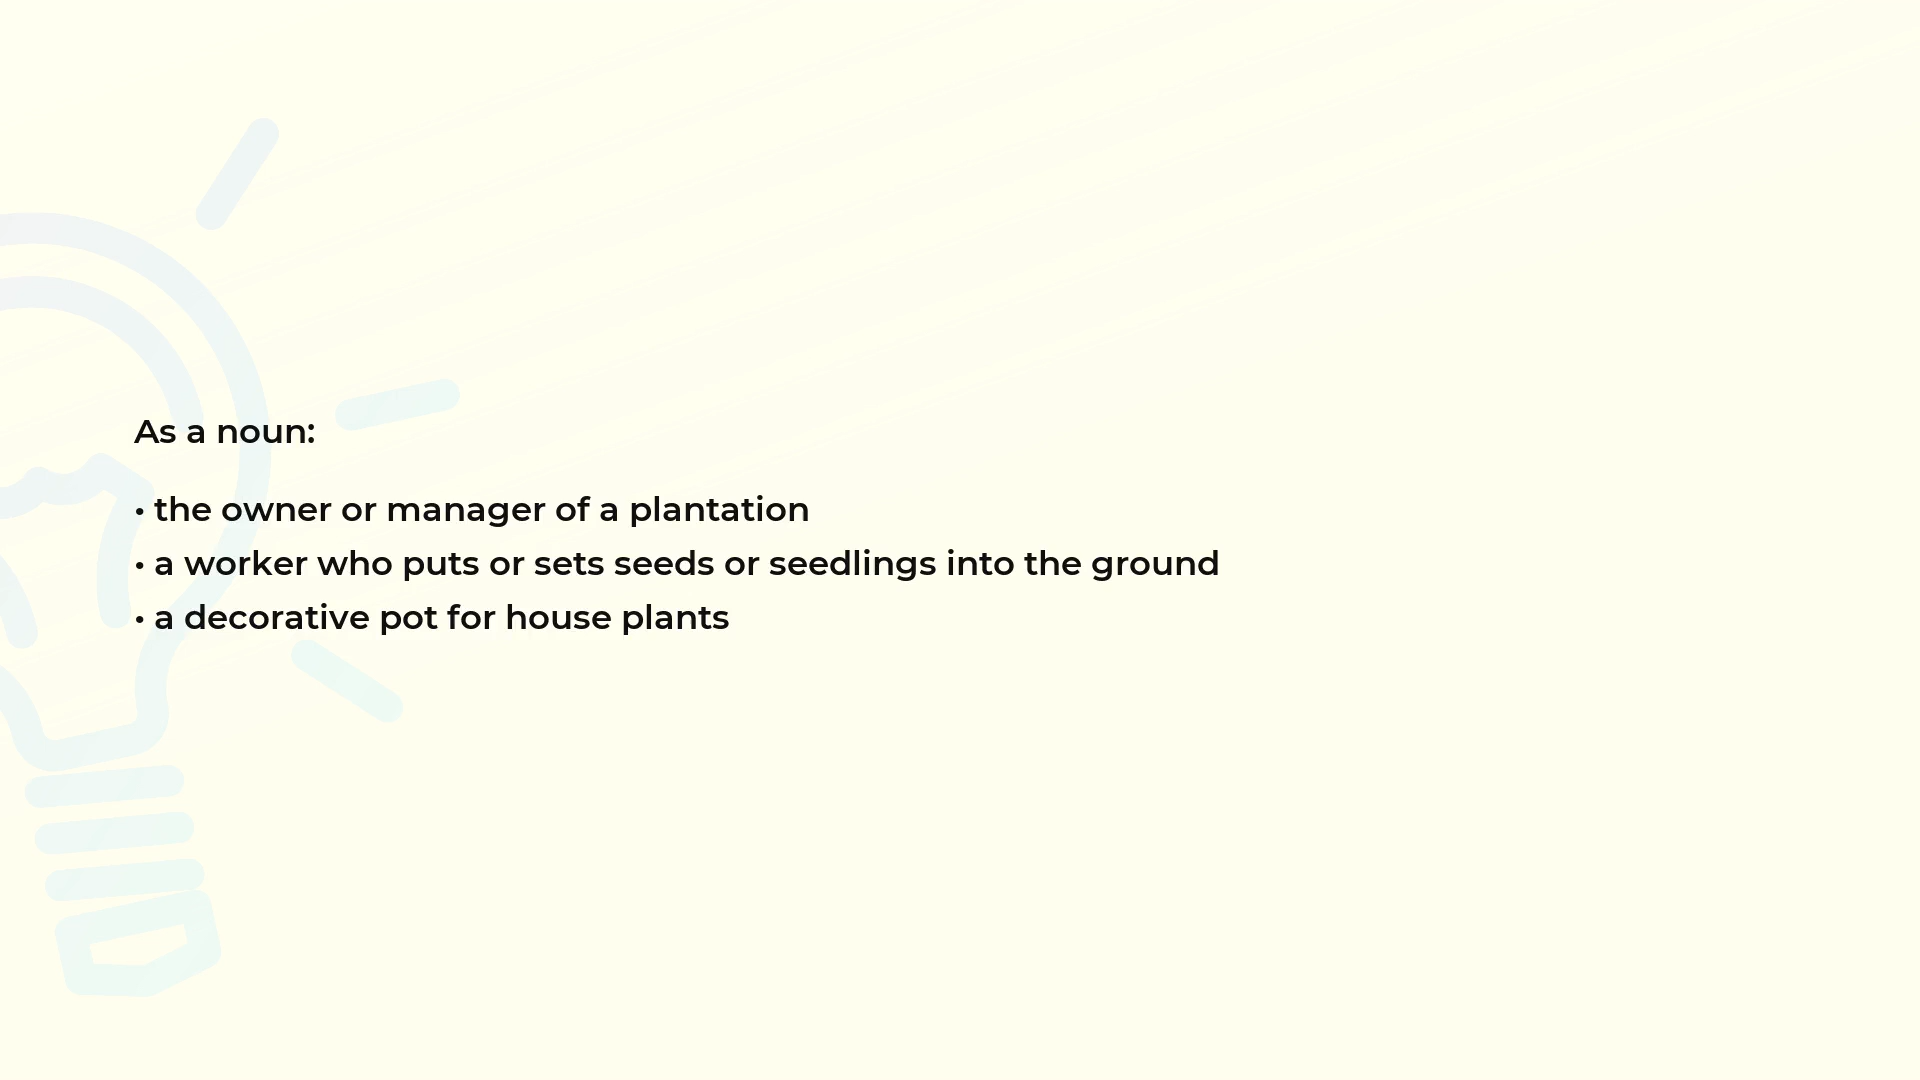 As a noun:
• the owner or manager of a plantation
• a worker who puts or sets seeds or seedlings into the ground
• a decorative pot for house plants